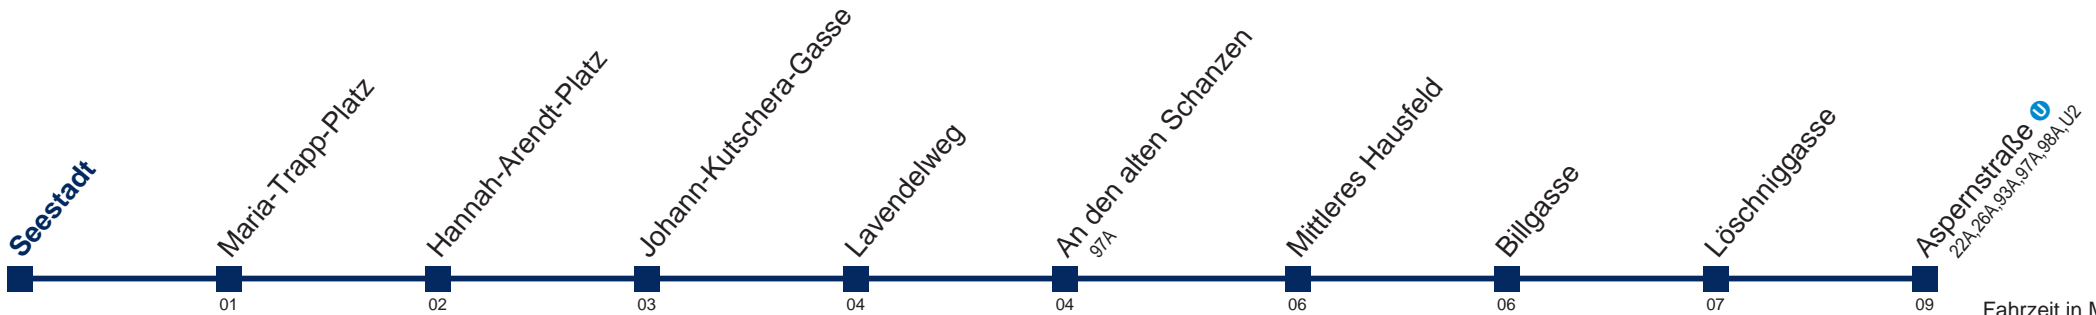 Seestadt
Maria-Trapp-Platz
01
Hannah-Arendt-Platz
02
Johann-Kutschera-Gasse
03
Lavendelweg
04
An den alten Schanzen
97A
04
Mittleres Hausfeld
06
Billgasse
06
Löschniggasse
07
Aspernstraße U
22A,26A,93A,97A,98A,U2
09
Fahrzeit in M